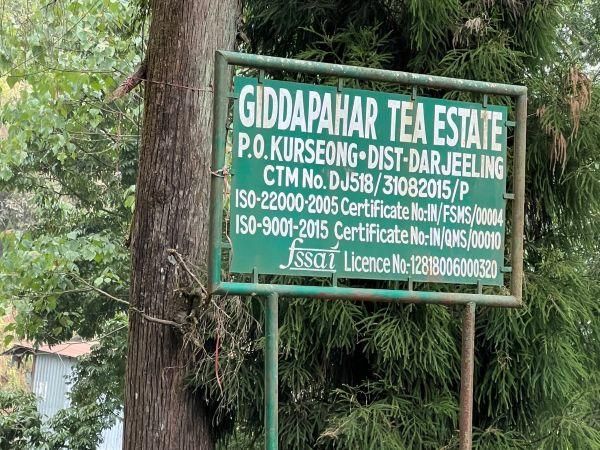 GIDDAPAHAR TEA ESTATE
P.O. KURSEONG•DIST-DARJEELING
CTM No. DJ518/31082015/P
ISO-22000-2005 Certificate No-IN/FSMS/00004
ISO-9001-2015 Certificate No-IN/QMS/00010
fssai Licence No-12818006000320